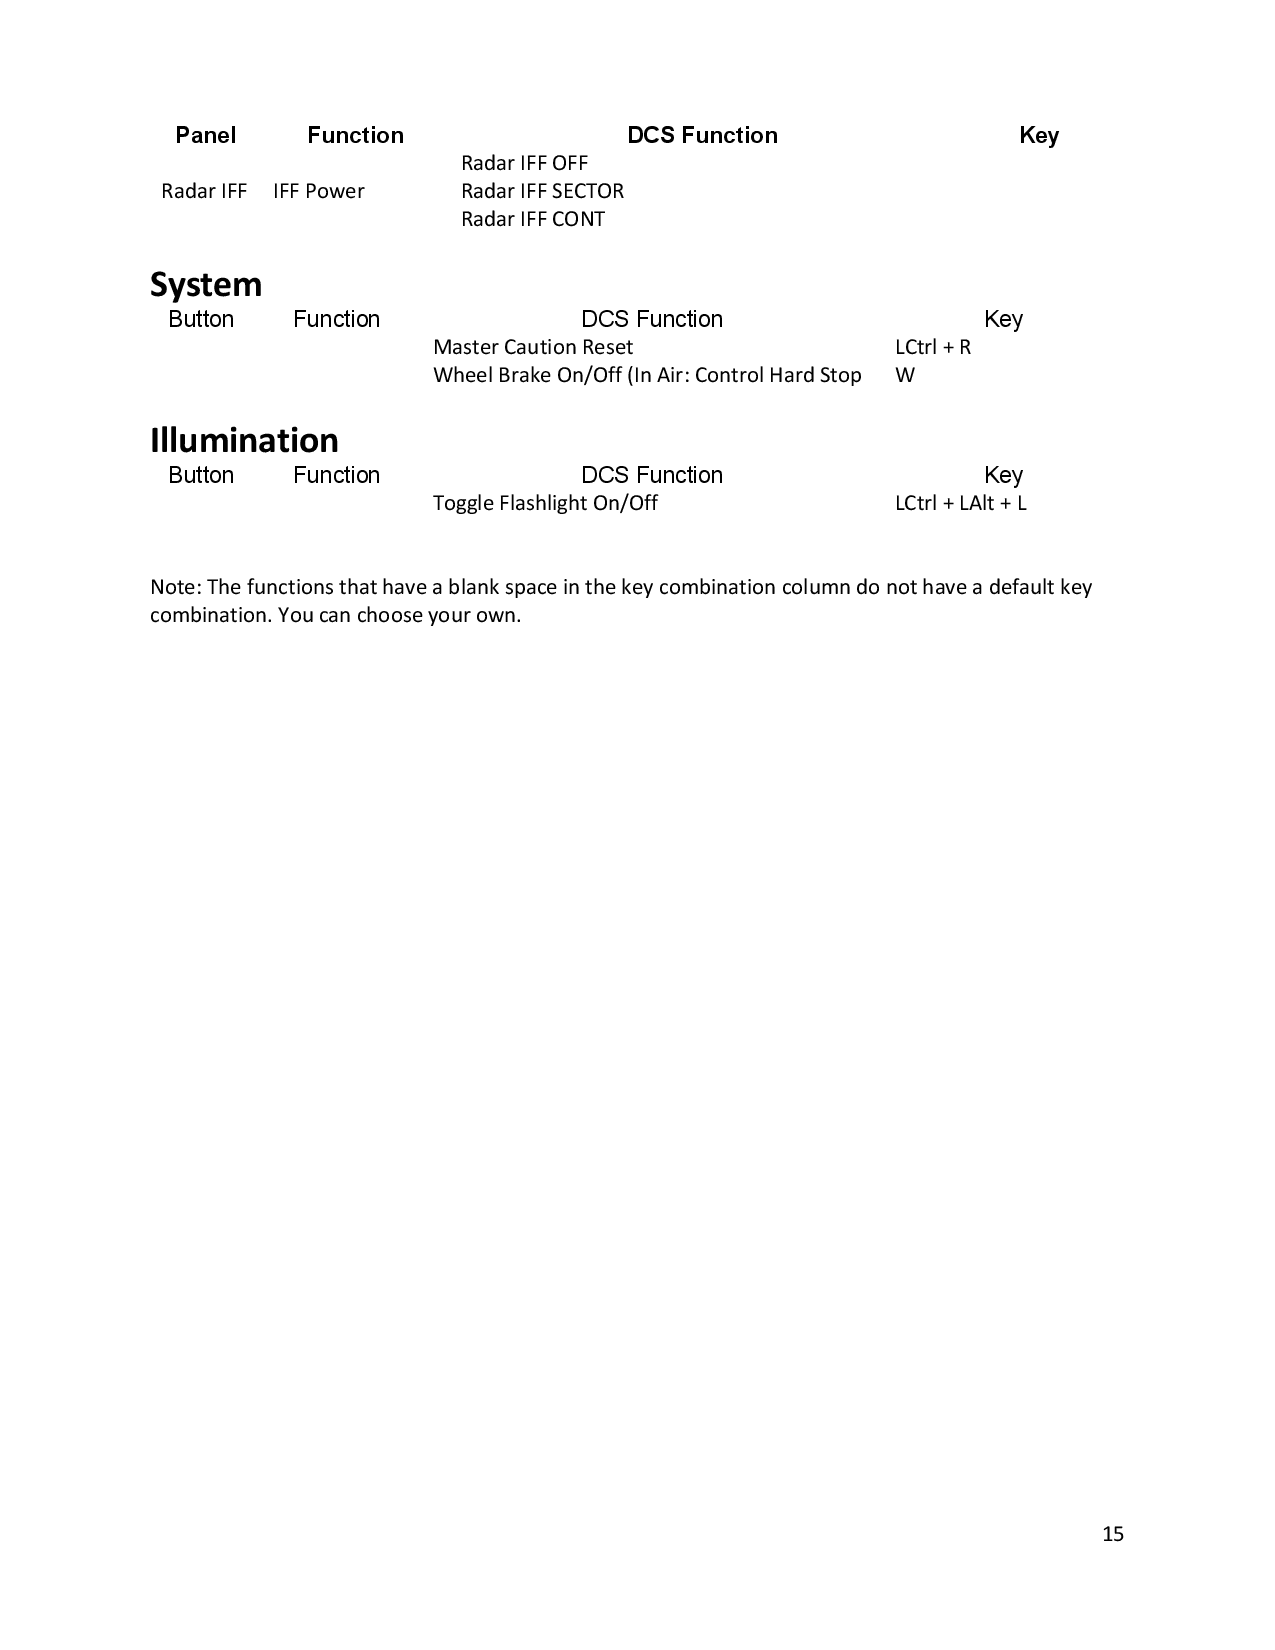 Panel Function DCS Function Key
Radar IFF OFF
Radar IFF IFF Power Radar IFF SECTOR
Radar IFF CONT
System
Button Function DCS Function Key
Master Caution Reset LCtrl + R
Wheel Brake On/Off (In Air: Control Hard Stop W
Illumination
Button Function DCS Function Key
Toggle Flashlight On/Off LCtrl + LAlt + L
Note: The functions that have a blank space in the key combination column do not have a default key
combination. You can choose your own.
15